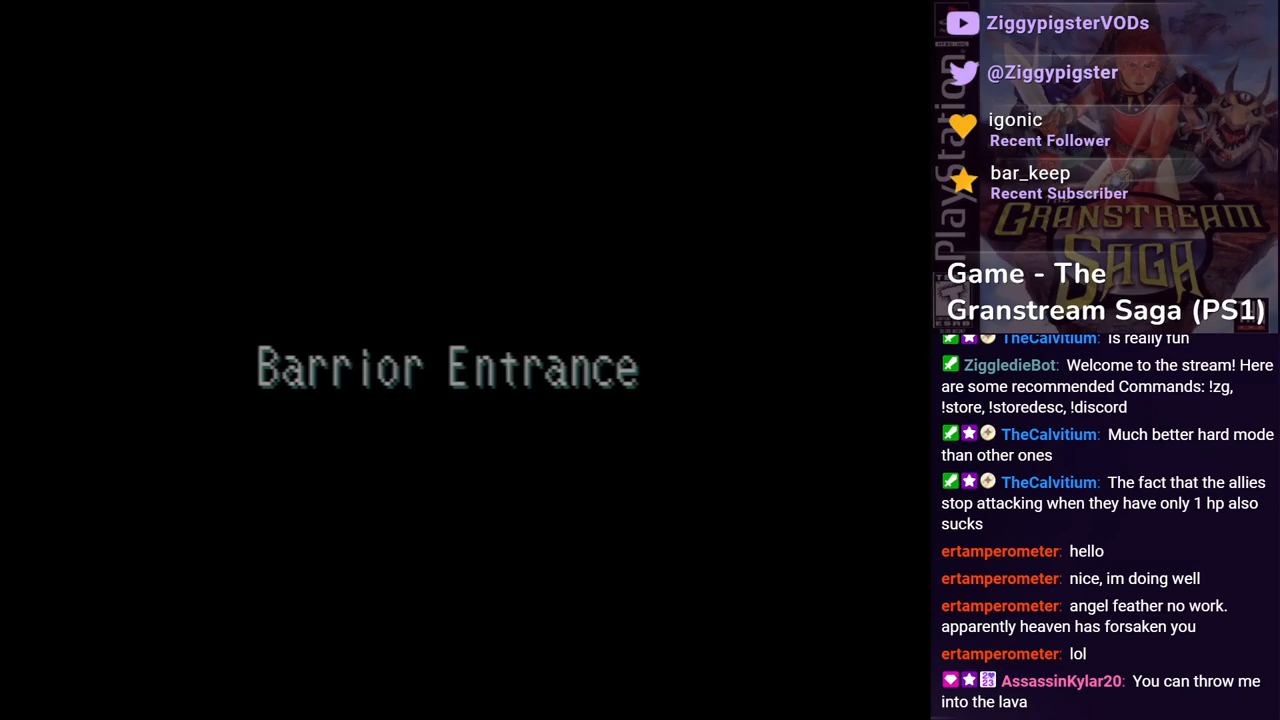 Barrior Entrance
ZiggypigsterVODs
@Ziggypigster
igonic
Recent Follower
bar_keep
Recent Subscriber
PlayStation
THE
GRANSTREAM
SAGA
Game - The
Granstream Saga (PS1)
TheCalvitium: Is really fun
ZiggledieBot: Welcome to the stream! Here
are some recommended Commands: !zg,
!store, !storedesc, !discord
TheCalvitium: Much better hard mode
than other ones
TheCalvitium: The fact that the allies
stop attacking when they have only 1 hp also
sucks
ertamperometer: hello
ertamperometer: nice, im doing well
ertamperometer: angel feather no work.
apparently heaven has forsaken you
ertamperometer: lol
AssassinKylar20: You can throw me
into the lava